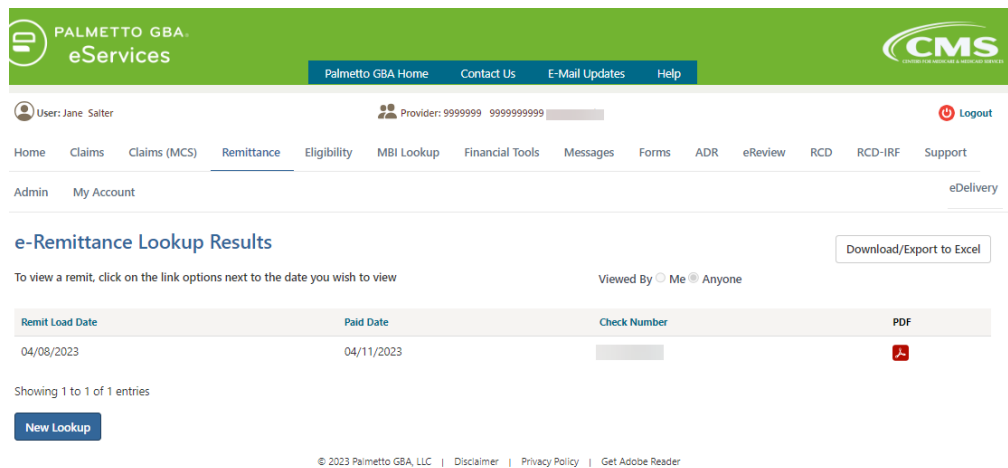 PALMETTO GBA.
eServices
CMS
CENTERS FOR MEDICARE & MEDICAID SERVICES
Palmetto GBA Home Contact Us E-Mail Updates Help
User: Jane Salter Provider: 9999999 9999999999 Logout
Home Claims Claims (MCS) Remittance Eligibility MBI Lookup Financial Tools Messages Forms ADR eReview RCD RCD-IRF Support
Admin My Account eDelivery
e-Remittance Lookup Results
Download/Export to Excel
To view a remit, click on the link options next to the date you wish to view Viewed By Me Anyone
Remit Load Date Paid Date Check Number PDF
04/08/2023 04/11/2023
Showing 1 to 1 of 1 entries
New Lookup
© 2023 Palmetto GBA, LLC | Disclaimer | Privacy Policy | Get Adobe Reader